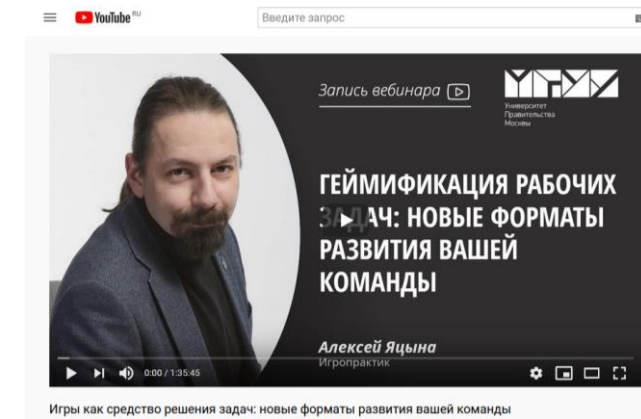 YouTube RU
Введите запрос
Запись вебинара
Университет
Правительства
Москвы
ГЕЙМИФИКАЦИЯ РАБОЧИХ
ЗАДАЧ: НОВЫЕ ФОРМАТЫ
РАЗВИТИЯ ВАШЕЙ
КОМАНДЫ
Алексей Яцына
Игропрактик
0:00 / 1:35:45
Игры как средство решения задач: новые форматы развития вашей команды